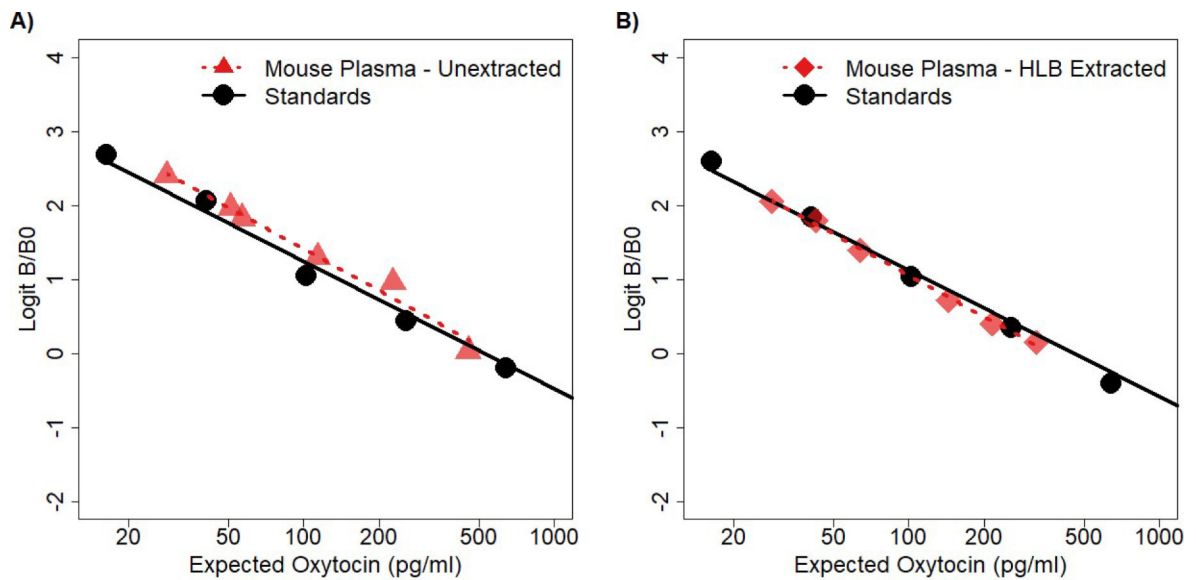 A)
Mouse Plasma - Unextracted
Standards
Logit B/B0
4
3
2
1
0
-1
-2
20 50 100 200 500 1000
Expected Oxytocin (pg/ml)
B)
Mouse Plasma - HLB Extracted
Standards
Logit B/B0
4
3
2
1
0
-1
-2
20 50 100 200 500 1000
Expected Oxytocin (pg/ml)